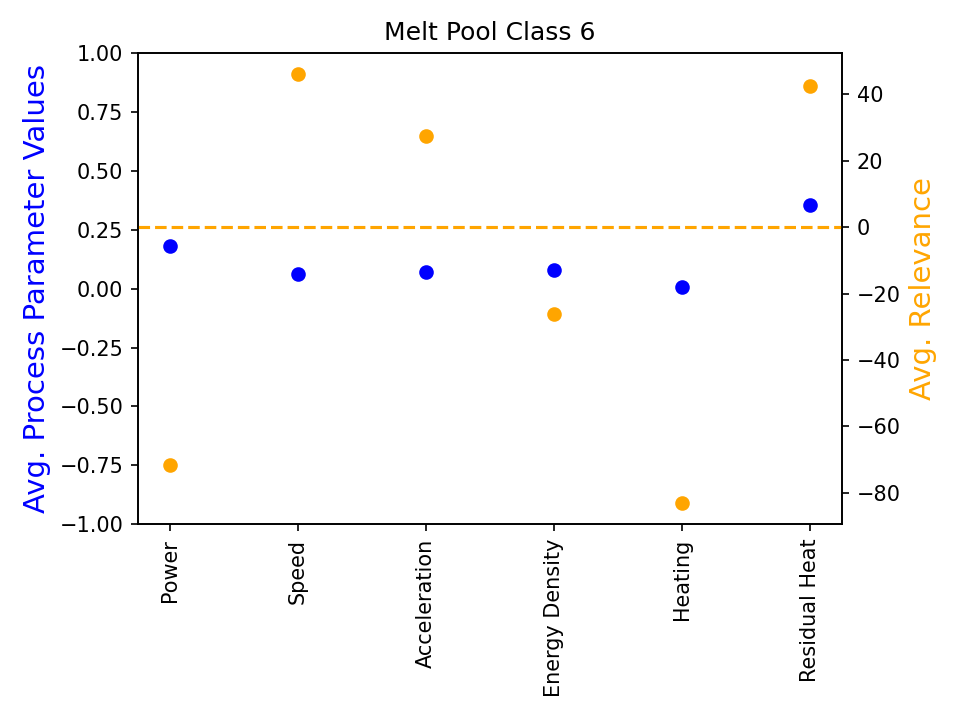 Melt Pool Class 6
Avg. Process Parameter Values
1.00
0.75
0.50
0.25
0.00
−0.25
−0.50
−0.75
−1.00
40
20
0
−20
−40
−60
−80
Avg. Relevance
Power
Speed
Acceleration
Energy Density
Heating
Residual Heat